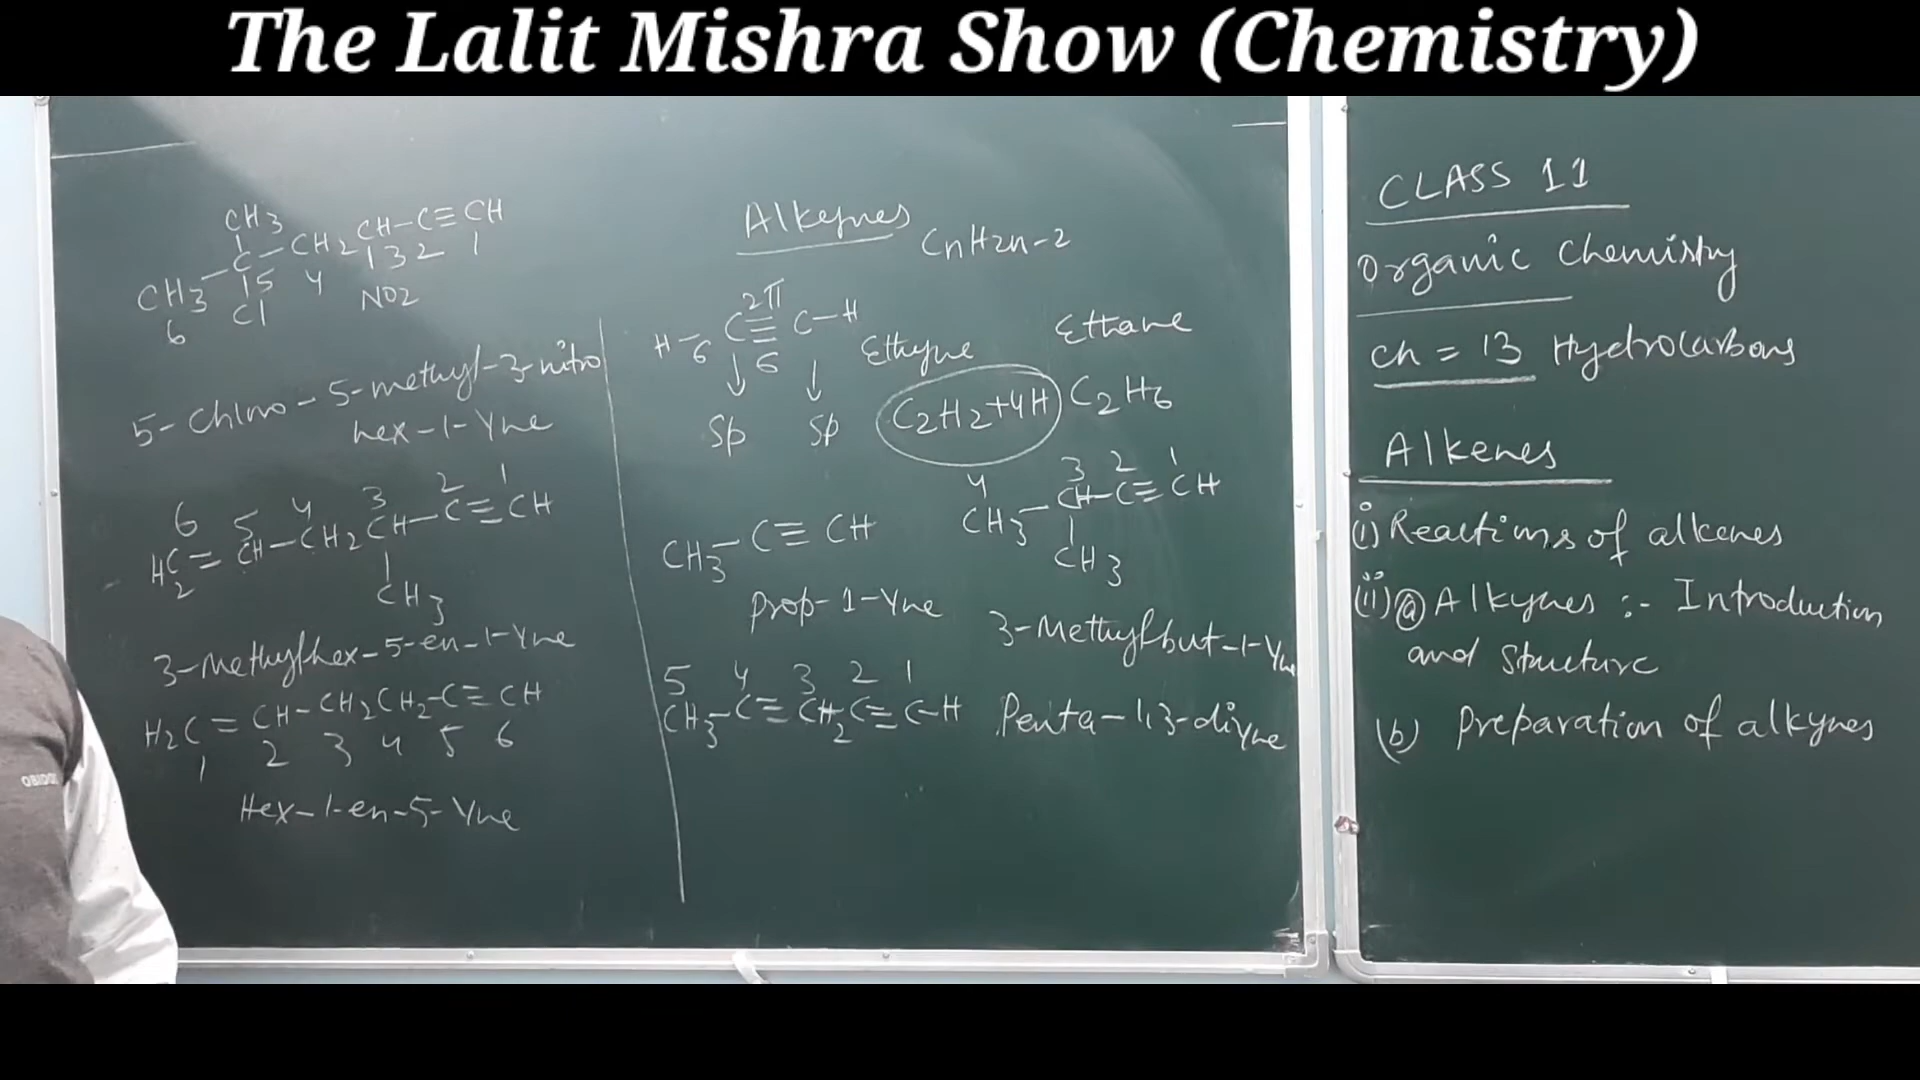 The Lalit Mishra Show (Chemistry)
CH3
CH3-C-CH2-CH-C≡CH
6 5 4 3 2 1
Cl NO2
5-Chloro-5-methyl-3-nitro
hex-1-Yne
6 5 4 3 2 1
H2C=CH-CH2-CH-C≡CH
CH3
3-Methylhex-5-en-1-Yne
H2C=CH-CH2CH2-C≡CH
1 2 3 4 5 6
Hex-1-en-5-Yne
Alkynes
CnH2n-2
2π
H-C≡C-H
6 6
Ethyne
Ethane
Sp Sp
C2H2+4H C2H6
CH3-C≡CH
Prop-1-Yne
4 3 2 1
CH3-CH-C≡CH
CH3
3-Methylbut-1-Yne
5 4 3 2 1
CH3-C≡CH2C≡C-H
Penta-1,3-diyne
CLASS 11
Organic Chemistry
Ch = 13 Hydrocarbons
Alkenes
(i) Reactions of alkenes
(ii) (a) Alkynes :- Introduction
and structure
(b) Preparation of alkynes